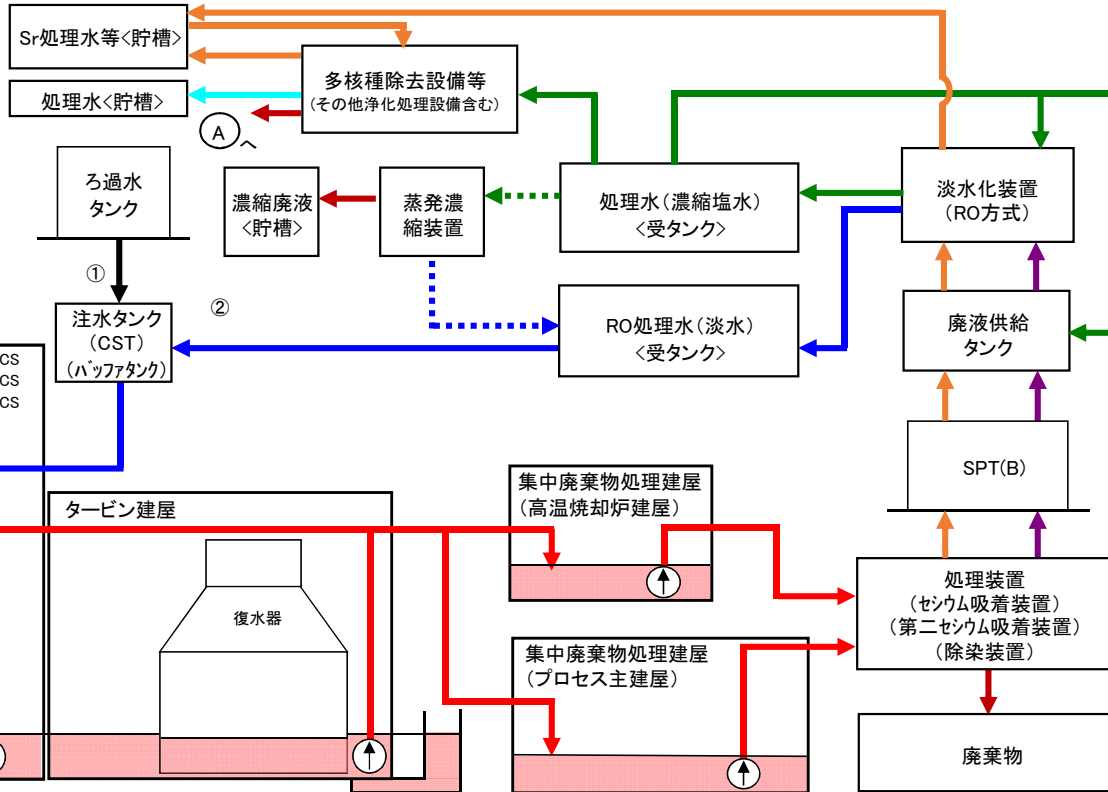 Sr処理水等<貯槽>
処理水<貯槽>
多核種除去設備等
(その他浄化処理設備含む)
A
へ
ろ過水
タンク
濃縮廃液
<貯槽>
蒸発濃
縮装置
処理水(濃縮塩水)
<受タンク>
淡水化装置
(RO方式)
①
②
注水タンク
(CST)
(ﾊﾞｯﾌｧﾀﾝｸ)
RO処理水(淡水)
<受タンク>
廃液供給
タンク
CS
CS
CS
SPT(B)
タービン建屋
復水器
集中廃棄物処理建屋
(高温焼却炉建屋)
集中廃棄物処理建屋
(プロセス主建屋)
処理装置
(ｾｼｳﾑ吸着装置)
(第二ｾｼｳﾑ吸着装置)
(除染装置)
廃棄物